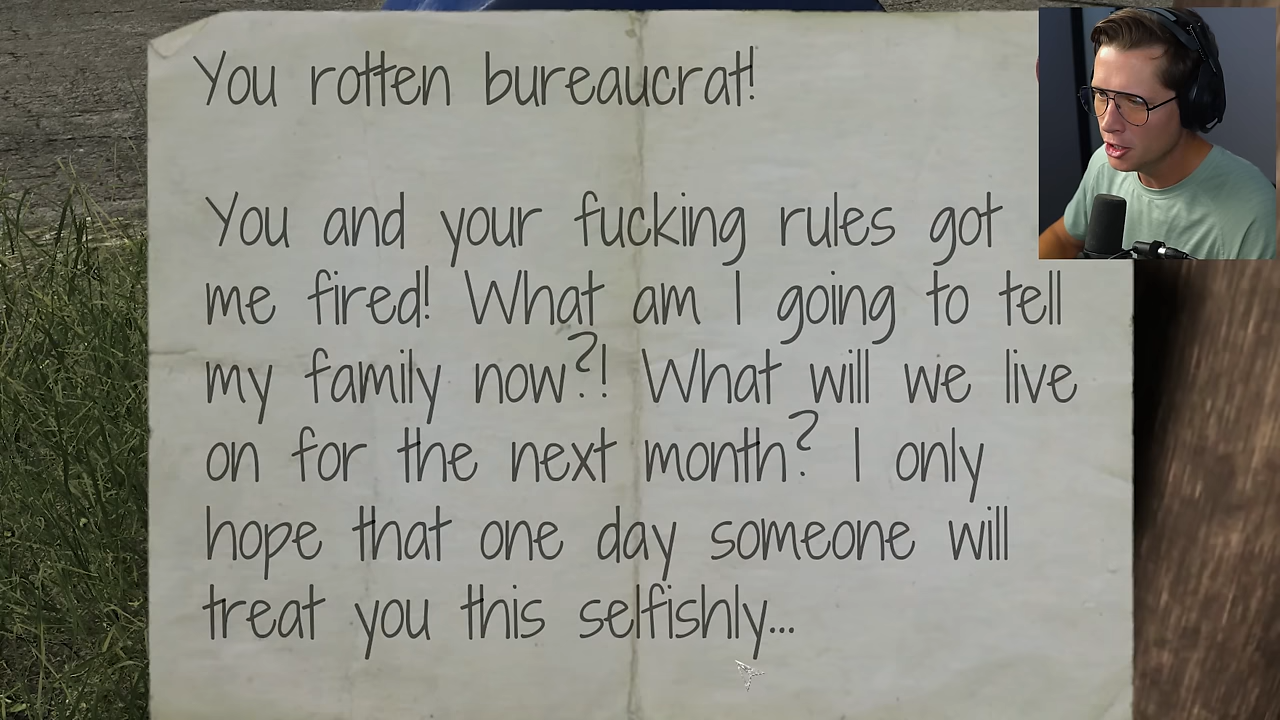 You rotten bureaucrat!
You and your fucking rules got
me fired! What am I going to tell
my family now?! What will we live
on for the next month? I only
hope that one day someone will
treat you this selfishly...